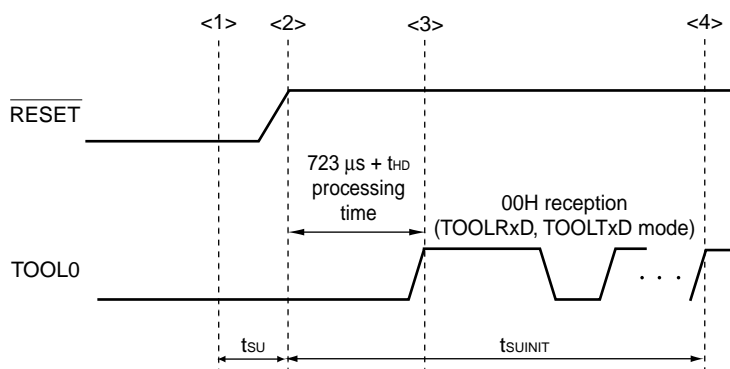 <1> <2> <3> <4>
RESET
723 µs + tHD
processing
time
00H reception
(TOOLRxD, TOOLTxD mode)
TOOL0
. . .
tSU
tSUINIT